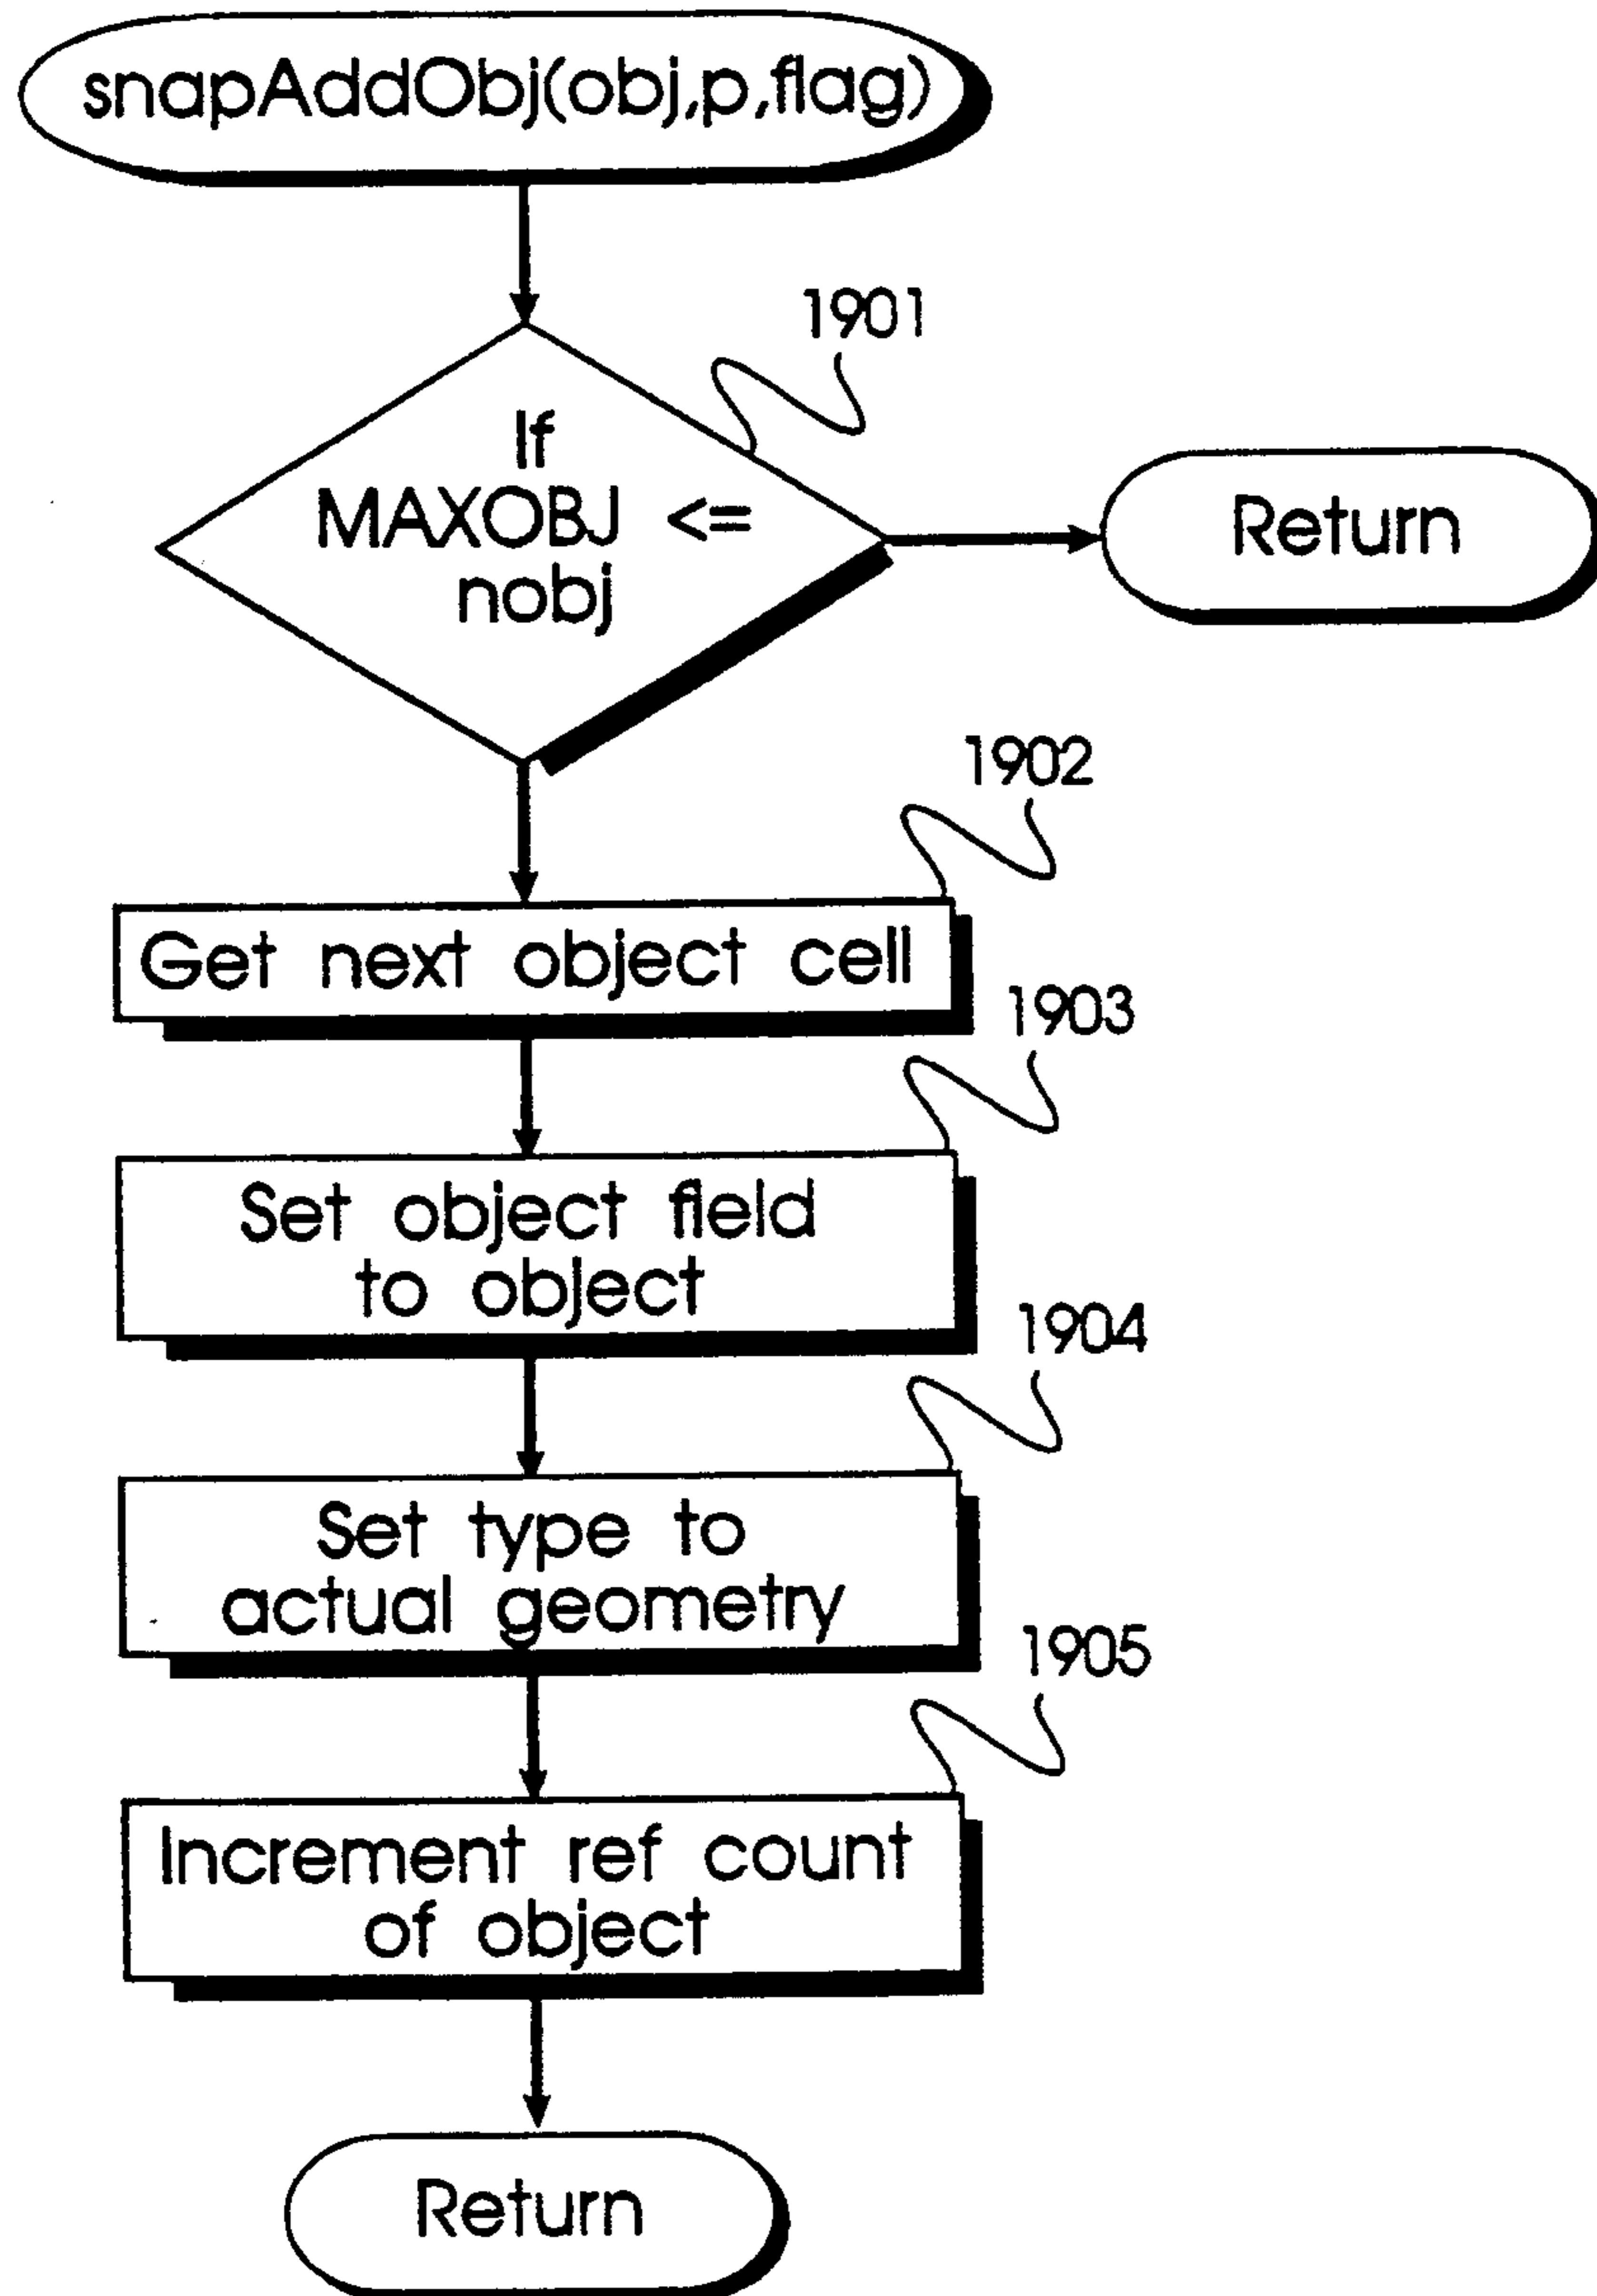 snapAddObj(obj,p,flag)
1901
If
MAXOBJ <=
nobj
Return
1902
Get next object cell
1903
Set object field
to object
1904
Set type to
actual geometry
1905
Increment ref count
of object
Return